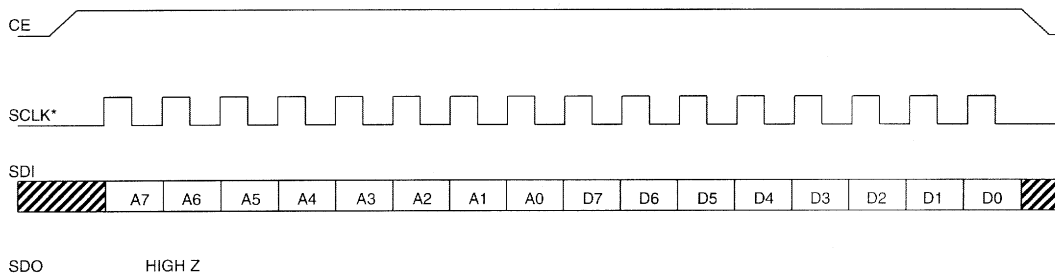 CE
SCLK*
SDI
A7 A6 A5 A4 A3 A2 A1 A0 D7 D6 D5 D4 D3 D2 D1 D0
SDO HIGH Z